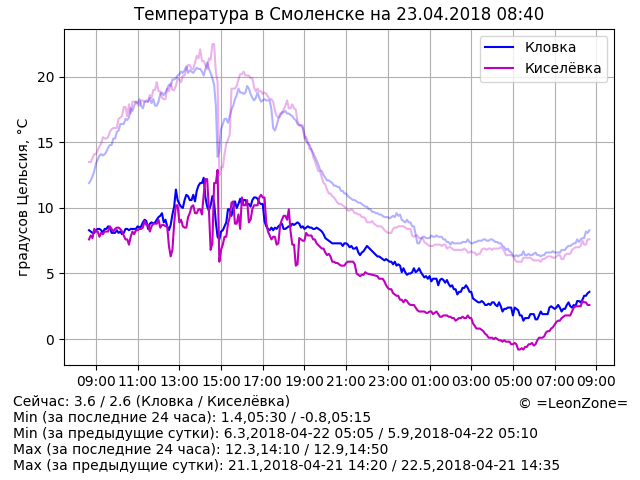 Температура в Смоленске на 23.04.2018 08:40
Кловка
Киселёвка
градусов Цельсия, °C
20
15
10
5
0
09:00 11:00 13:00 15:00 17:00 19:00 21:00 23:00 01:00 03:00 05:00 07:00 09:00
Сейчас: 3.6 / 2.6 (Кловка / Киселёвка)
© =LeonZone=
Min (за последние 24 часа): 1.4,05:30 / -0.8,05:15
Min (за предыдущие сутки): 6.3,2018-04-22 05:05 / 5.9,2018-04-22 05:10
Max (за последние 24 часа): 12.3,14:10 / 12.9,14:50
Max (за предыдущие сутки): 21.1,2018-04-21 14:20 / 22.5,2018-04-21 14:35